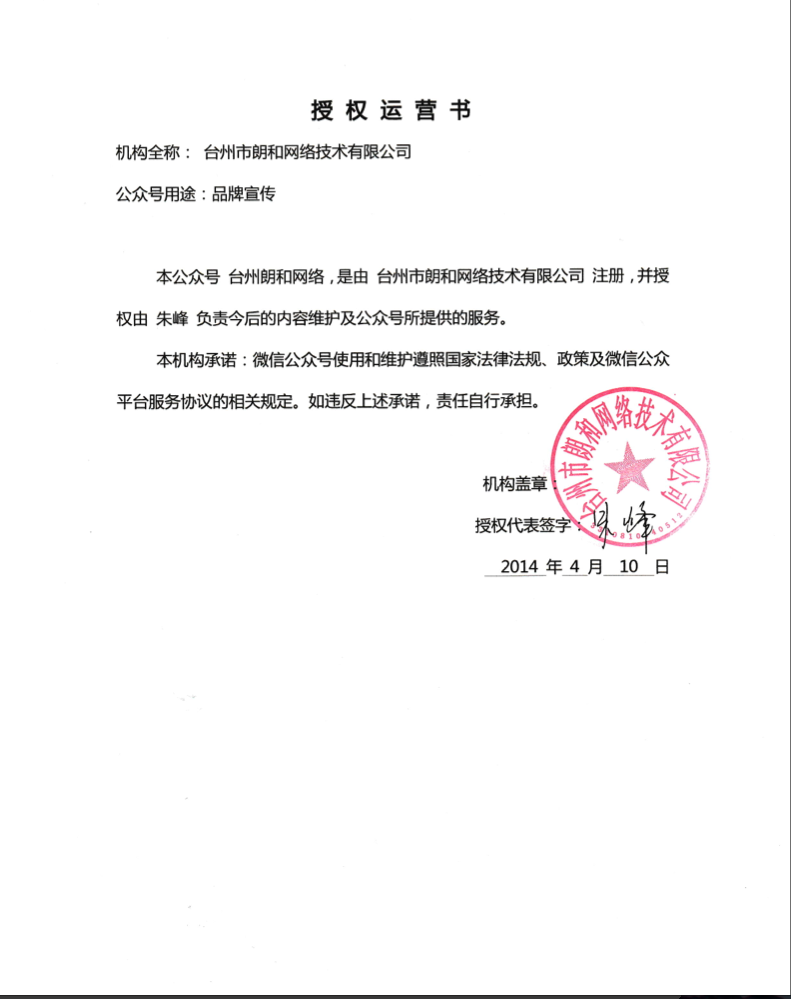 授权运营书
机构全称： 台州市朗和网络技术有限公司
公众号用途：品牌宣传
本公众号 台州朗和网络，是由 台州市朗和网络技术有限公司 注册，并授
权由 朱峰 负责今后的内容维护及公众号所提供的服务。
本机构承诺：微信公众号使用和维护遵照国家法律法规、政策及微信公众
平台服务协议的相关规定。如违反上述承诺，责任自行承担。
台州市朗和网络技术有限公司
机构盖章：
授权代表签字：朱峰
2014 年 4 月 10 日